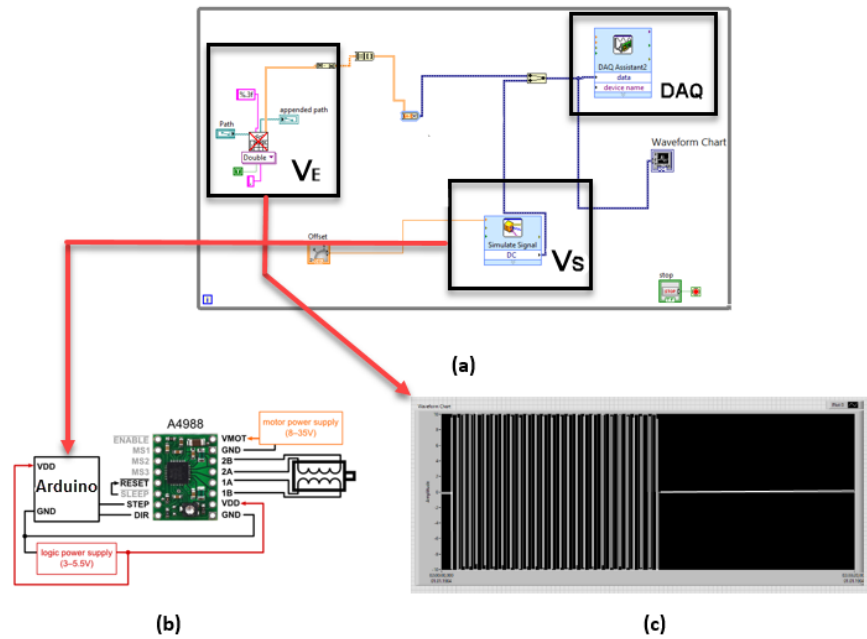 DAQ Assistant2
data
device name
DAQ
%.3f
appended path
Path
Double
VE
Waveform Chart
Offset
Simulate Signal
DC
VS
stop
STOP
i
(a)
A4988
motor power supply
(8–35V)
ENABLE
VMOT
MS1
GND
MS2
2B
MS3
2A
RESET
1A
SLEEP
1B
STEP
VDD
DIR
GND
VDD
Arduino
GND
logic power supply
(3–5.5V)
Waveform Chart
Amplitude
(b)
(c)